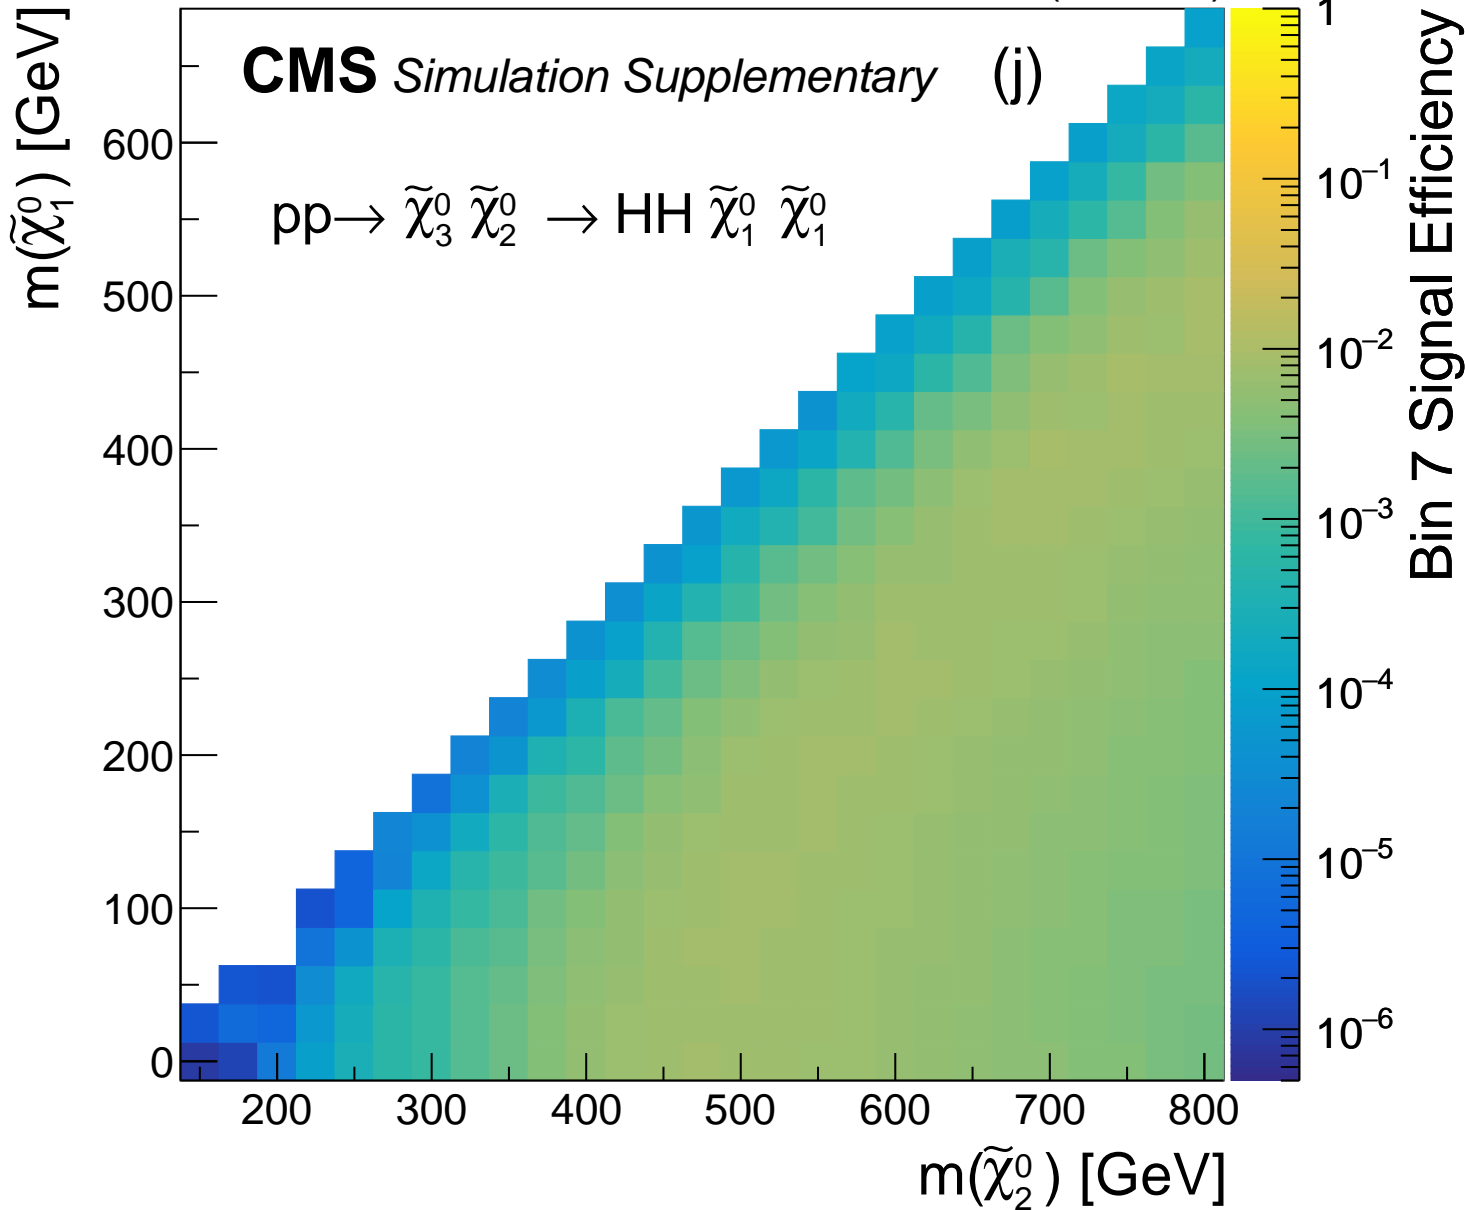 CMS Simulation Supplementary (j)
pp→ χ̃⁰₃ χ̃⁰₂ → HH χ̃⁰₁ χ̃⁰₁
m(χ̃⁰₁) [GeV]
600
500
400
300
200
100
0
200 300 400 500 600 700 800
m(χ̃⁰₂) [GeV]
1
10⁻¹
10⁻²
10⁻³
10⁻⁴
10⁻⁵
10⁻⁶
Bin 7 Signal Efficiency